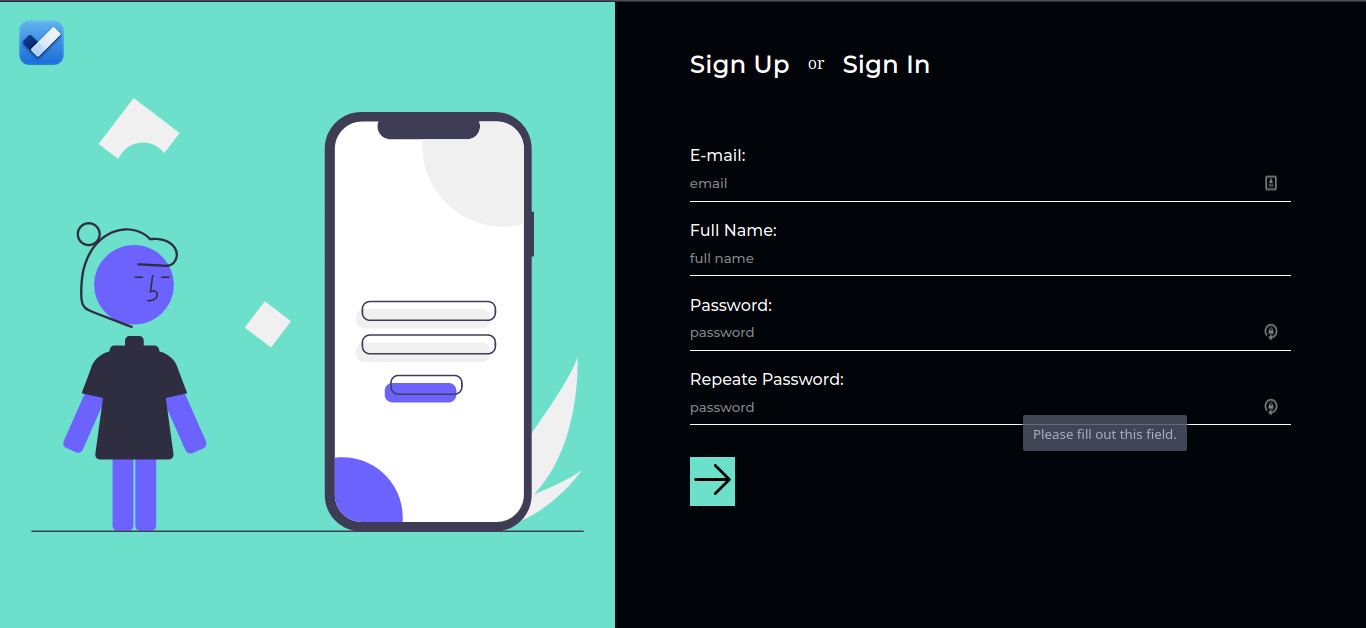 Sign Up or Sign In
E-mail:
email
Full Name:
full name
Password:
password
Repeate Password:
password
Please fill out this field.